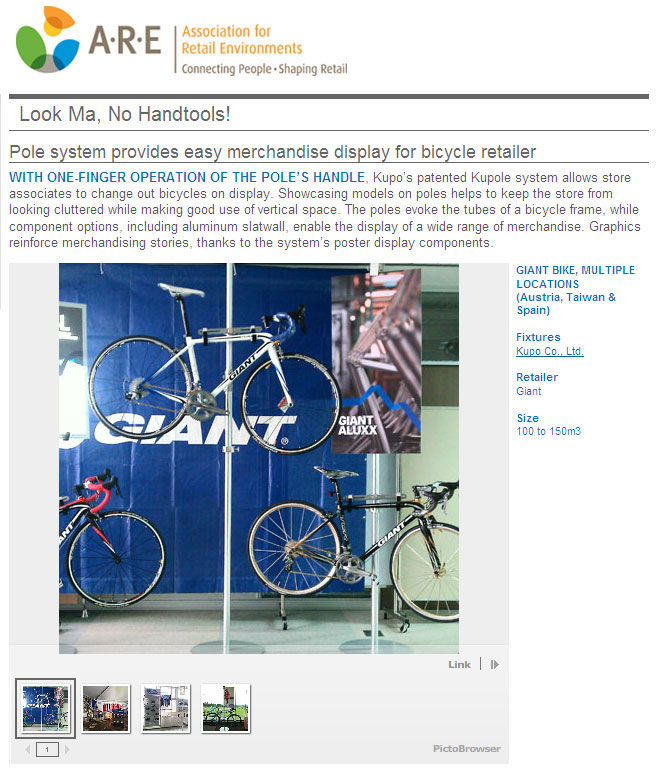 A·R·E
Association for
Retail Environments
Connecting People • Shaping Retail
Look Ma, No Handtools!
Pole system provides easy merchandise display for bicycle retailer
WITH ONE-FINGER OPERATION OF THE POLE'S HANDLE, Kupo's patented Kupole system allows store
associates to change out bicycles on display. Showcasing models on poles helps to keep the store from
looking cluttered while making good use of vertical space. The poles evoke the tubes of a bicycle frame, while
component options, including aluminum slatwall, enable the display of a wide range of merchandise. Graphics
reinforce merchandising stories, thanks to the system's poster display components.
GIANT BIKE, MULTIPLE
LOCATIONS
(Austria, Taiwan &
Spain)
Fixtures
Kupo Co., Ltd.
Retailer
Giant
Size
100 to 150m3
GIANT
GIANT®
GIANT
ALUXX
GIANT
GIANT
Link
1
PictoBrowser